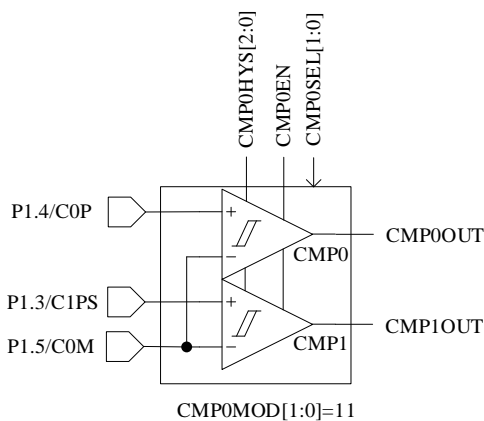 CMP0HYS[2:0]
CMP0EN
CMP0SEL[1:0]
P1.4/C0P
+
−
CMP0
CMP0OUT
P1.3/C1PS
+
P1.5/C0M
−
CMP1
CMP1OUT
CMP0MOD[1:0]=11